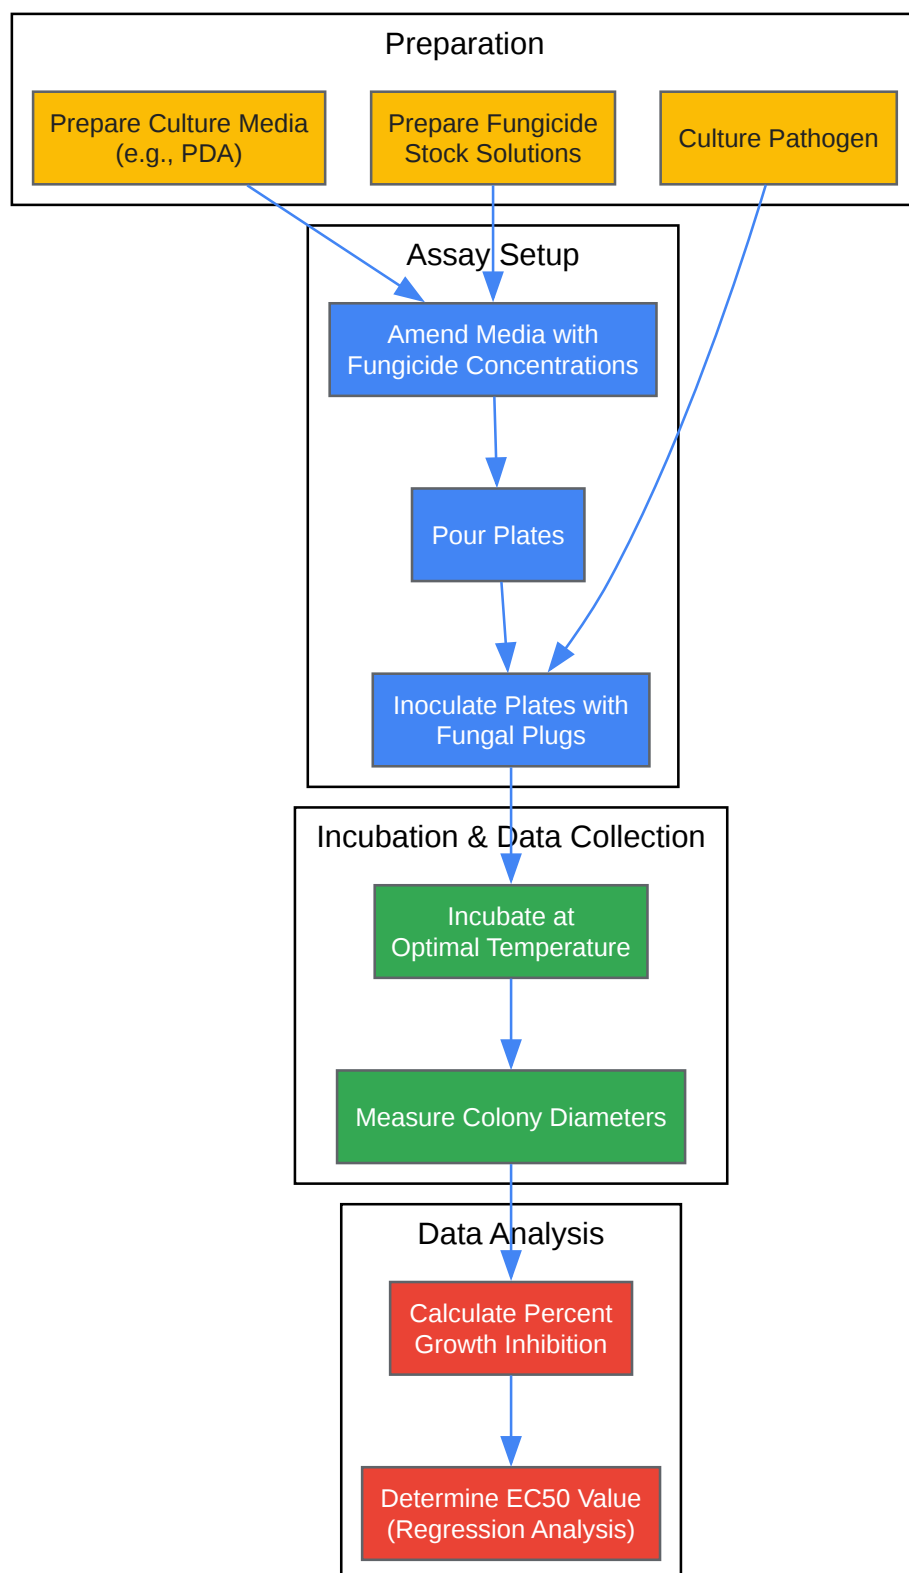 Preparation
Prepare Culture Media
(e.g., PDA)
Prepare Fungicide
Stock Solutions
Culture Pathogen
Assay Setup
Amend Media with
Fungicide Concentrations
Pour Plates
Inoculate Plates with
Fungal Plugs
Incubation & Data Collection
Incubate at
Optimal Temperature
Measure Colony Diameters
Data Analysis
Calculate Percent
Growth Inhibition
Determine EC50 Value
(Regression Analysis)